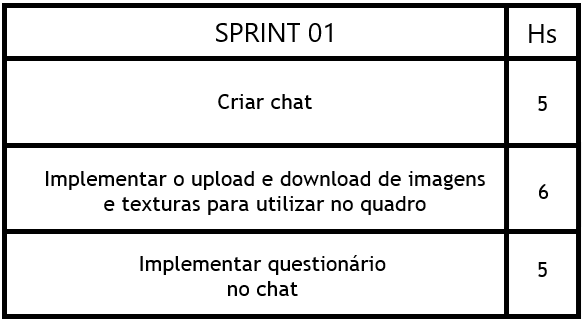 SPRINT 01 Hs
Criar chat 5
Implementar o upload e download de imagens
e texturas para utilizar no quadro 6
Implementar questionário
no chat 5